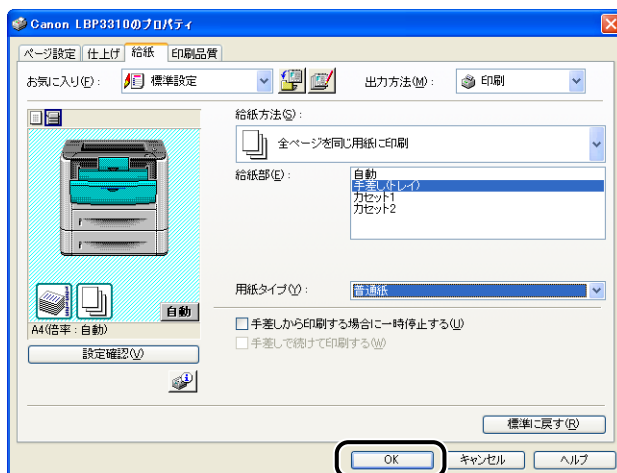 Canon LBP3310のプロパティ
ページ設定 仕上げ 給紙 印刷品質
お気に入り(F): 標準設定 出力方法(M): 印刷
給紙方法(S):
全ページを同じ用紙に印刷
給紙部(E):
自動
手差し(トレイ)
カセット1
カセット2
用紙タイプ(Y): 普通紙
自動
A4(倍率:自動)
手差しから印刷する場合に一時停止する(U)
手差しで続けて印刷する(W)
設定確認(V)
標準に戻す(R)
OK キャンセル ヘルプ